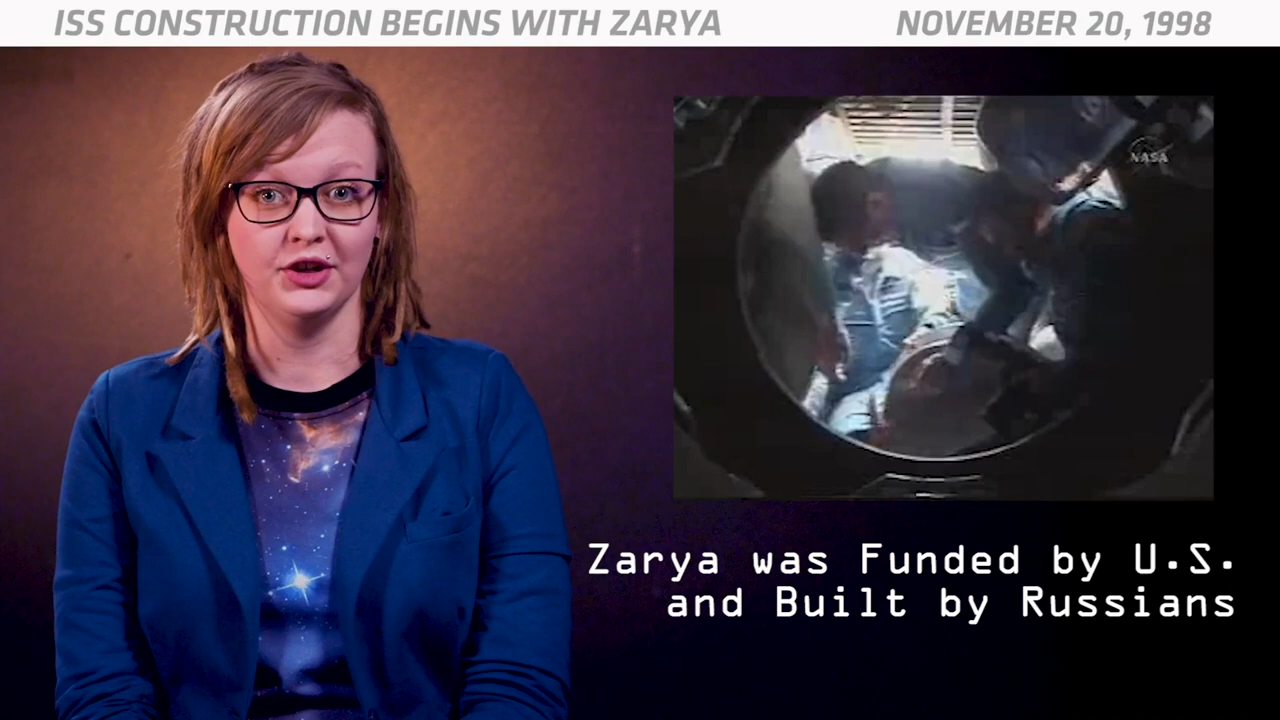 ISS CONSTRUCTION BEGINS WITH ZARYA
NOVEMBER 20, 1998
NASA
Zarya was Funded by U.S.
and Built by Russians